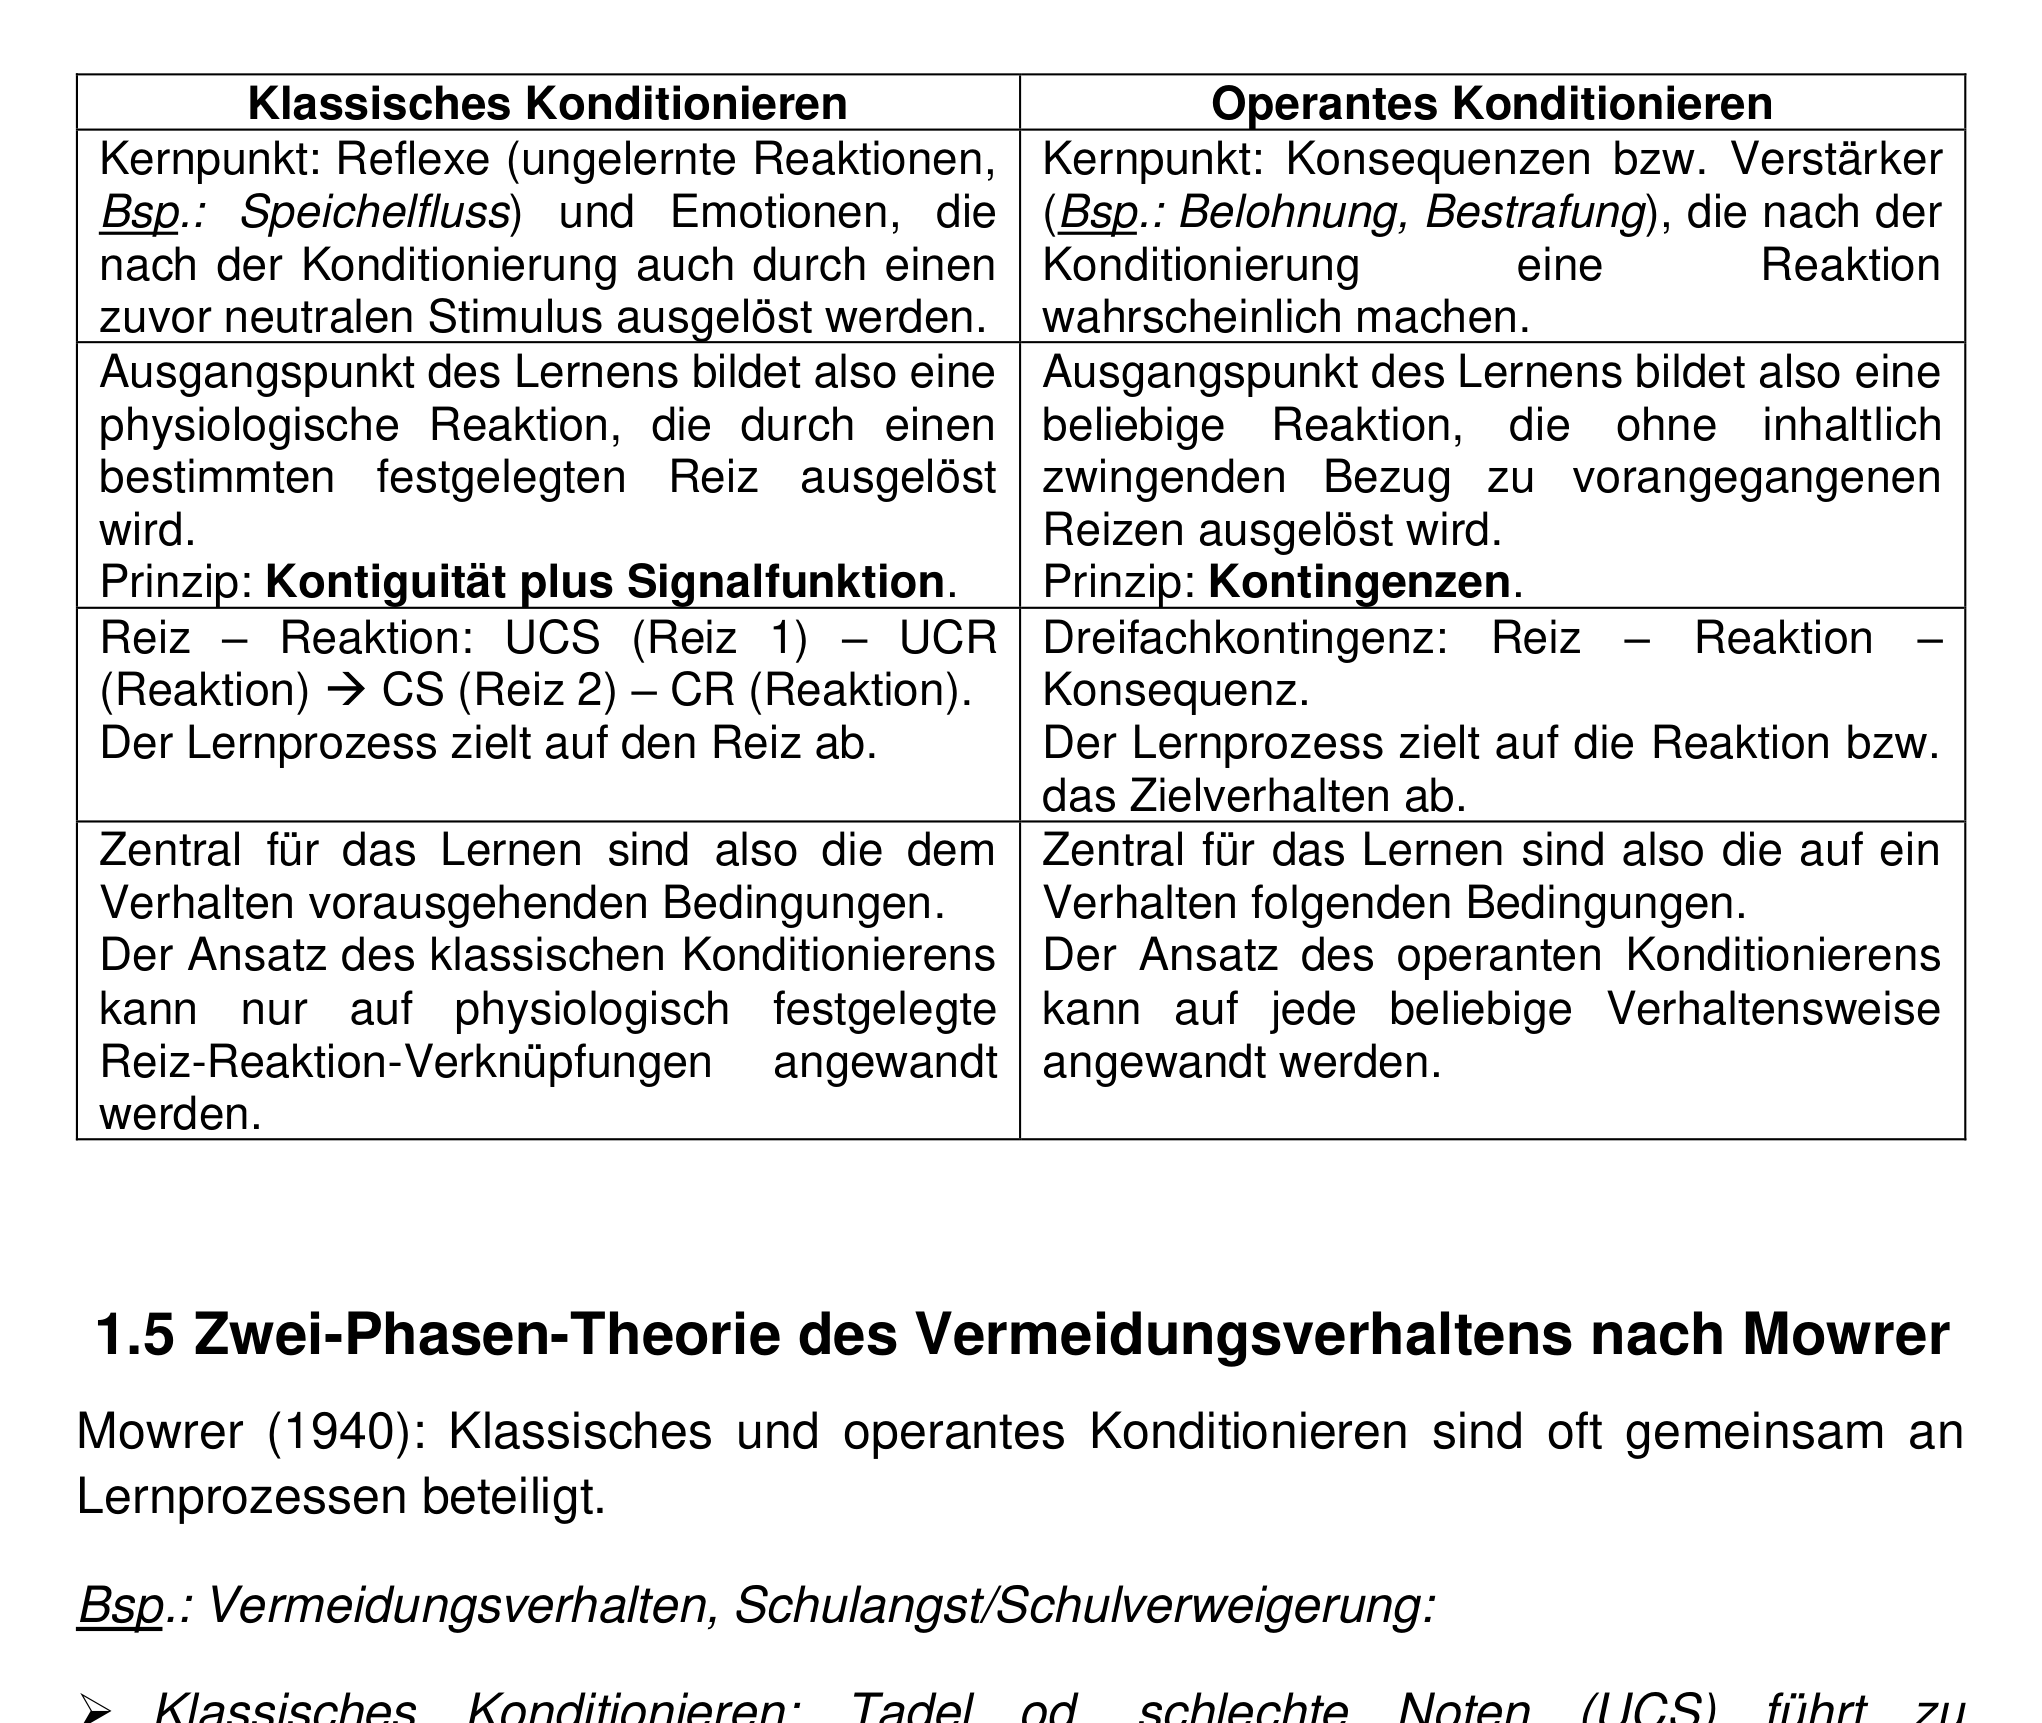 Klassisches Konditionieren
Operantes Konditionieren
Kernpunkt: Reflexe (ungelernte Reaktionen,
Bsp.: Speichelfluss) und Emotionen, die
nach der Konditionierung auch durch einen
zuvor neutralen Stimulus ausgelöst werden.
Kernpunkt: Konsequenzen bzw. Verstärker
(Bsp.: Belohnung, Bestrafung), die nach der
Konditionierung eine Reaktion
wahrscheinlich machen.
Ausgangspunkt des Lernens bildet also eine
physiologische Reaktion, die durch einen
bestimmten festgelegten Reiz ausgelöst
wird.
Prinzip: Kontiguität plus Signalfunktion.
Ausgangspunkt des Lernens bildet also eine
beliebige Reaktion, die ohne inhaltlich
zwingenden Bezug zu vorangegangenen
Reizen ausgelöst wird.
Prinzip: Kontingenzen.
Reiz – Reaktion: UCS (Reiz 1) – UCR
(Reaktion) → CS (Reiz 2) – CR (Reaktion).
Der Lernprozess zielt auf den Reiz ab.
Dreifachkontingenz: Reiz – Reaktion –
Konsequenz.
Der Lernprozess zielt auf die Reaktion bzw.
das Zielverhalten ab.
Zentral für das Lernen sind also die dem
Verhalten vorausgehenden Bedingungen.
Der Ansatz des klassischen Konditionierens
kann nur auf physiologisch festgelegte
Reiz-Reaktion-Verknüpfungen angewandt
werden.
Zentral für das Lernen sind also die auf ein
Verhalten folgenden Bedingungen.
Der Ansatz des operanten Konditionierens
kann auf jede beliebige Verhaltensweise
angewandt werden.
1.5 Zwei-Phasen-Theorie des Vermeidungsverhaltens nach Mowrer
Mowrer (1940): Klassisches und operantes Konditionieren sind oft gemeinsam an
Lernprozessen beteiligt.
Bsp.: Vermeidungsverhalten, Schulangst/Schulverweigerung:
➢ Klassisches Konditionieren: Tadel od. schlechte Noten (UCS) führt zu